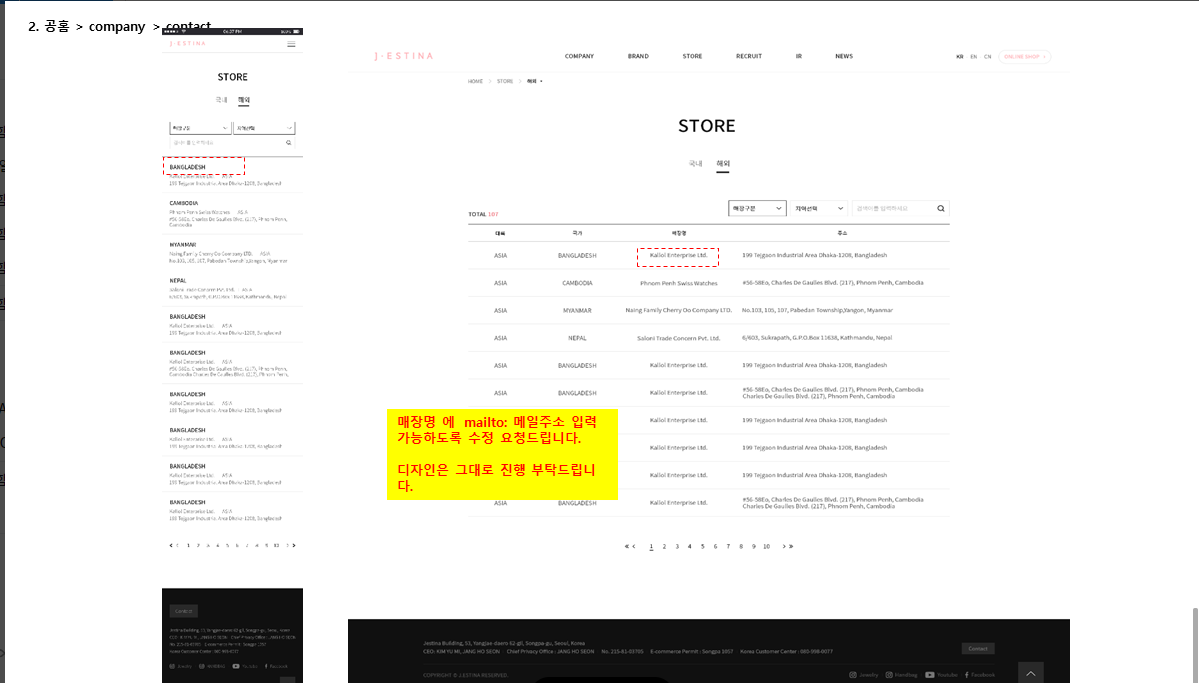 2. 공홈 > company > contact
04:27 PM
J·ESTINA
STORE
국내 해외
매장구분 지역선택
BANGLADESH
Kaliol Enterprise Ltd. ASIA
199 Tejgaon Industrial Area Dhaka-1208, Bangladesh
CAMBODIA
Phnom Penh Swiss Watches ASIA
#56-58Eo, Charles De Gaulles Blvd. (217), Phnom Penh,
Cambodia
MYANMAR
Naing Family Cherry Oo Company LTD. ASIA
No.103, 105, 107, Pabedan Township,Yangon, Myanmar
NEPAL
Saloni Trade Concern Pvt. Ltd. ASIA
6/603, Sukrapath, G.P.O.Box 11638, Kathmandu, Nepal
BANGLADESH
Kaliol Enterprise Ltd. ASIA
199 Tejgaon Industrial Area Dhaka-1208, Bangladesh
BANGLADESH
Kaliol Enterprise Ltd. ASIA
#56-58Eo, Charles De Gaulles Blvd. (217), Phnom Penh,
Cambodia Charles De Gaulles Blvd. (217), Phnom Penh,
BANGLADESH
Kaliol Enterprise Ltd. ASIA
199 Tejgaon Industrial Area Dhaka-1208, Bangladesh
BANGLADESH
Kaliol Enterprise Ltd. ASIA
199 Tejgaon Industrial Area Dhaka-1208, Bangladesh
BANGLADESH
Kaliol Enterprise Ltd. ASIA
199 Tejgaon Industrial Area Dhaka-1208, Bangladesh
BANGLADESH
Kaliol Enterprise Ltd. ASIA
199 Tejgaon Industrial Area Dhaka-1208, Bangladesh
1 2 3 4 5 6 7 8 9 10
Contact
J·ESTINA COMPANY BRAND STORE RECRUIT IR NEWS KR EN CN ONLINE SHOP >
HOME > STORE > 해외
STORE
국내 해외
TOTAL 187 매장구분 지역선택 검색어를 입력하세요
대륙 국가 매장명 주소
ASIA BANGLADESH Kaliol Enterprise Ltd. 199 Tejgaon Industrial Area Dhaka-1208, Bangladesh
ASIA CAMBODIA Phnom Penh Swiss Watches #56-58Eo, Charles De Gaulles Blvd. (217), Phnom Penh, Cambodia
ASIA MYANMAR Naing Family Cherry Oo Company LTD. No.103, 105, 107, Pabedan Township,Yangon, Myanmar
ASIA NEPAL Saloni Trade Concern Pvt. Ltd. 6/603, Sukrapath, G.P.O.Box 11638, Kathmandu, Nepal
ASIA BANGLADESH Kaliol Enterprise Ltd. 199 Tejgaon Industrial Area Dhaka-1208, Bangladesh
ASIA BANGLADESH Kaliol Enterprise Ltd. #56-58Eo, Charles De Gaulles Blvd. (217), Phnom Penh, Cambodia
Charles De Gaulles Blvd. (217), Phnom Penh, Cambodia
Kaliol Enterprise Ltd. 199 Tejgaon Industrial Area Dhaka-1208, Bangladesh
Kaliol Enterprise Ltd. 199 Tejgaon Industrial Area Dhaka-1208, Bangladesh
Kaliol Enterprise Ltd. 199 Tejgaon Industrial Area Dhaka-1208, Bangladesh
ASIA BANGLADESH Kaliol Enterprise Ltd. #56-58Eo, Charles De Gaulles Blvd. (217), Phnom Penh, Cambodia
Charles De Gaulles Blvd. (217), Phnom Penh, Cambodia
매장명 에 mailto: 메일주소 입력
가능하도록 수정 요청드립니다.
디자인은 그대로 진행 부탁드립니
다.
« < 1 2 3 4 5 6 7 8 9 10 > »
Jestina Building, 53, Yangjae-daero 62-gil, Songpa-gu, Seoul, Korea
CEO: KIM YU MI, JANG HO SEON Chief Privacy Office : JANG HO SEON No. 215-81-03705 E-commerce Permit : Songpa 3057 Korea Customer Center : 080-998-0077
Contact
COPYRIGHT © J.ESTINA RESERVED. Jewelry Handbag Youtube Facebook